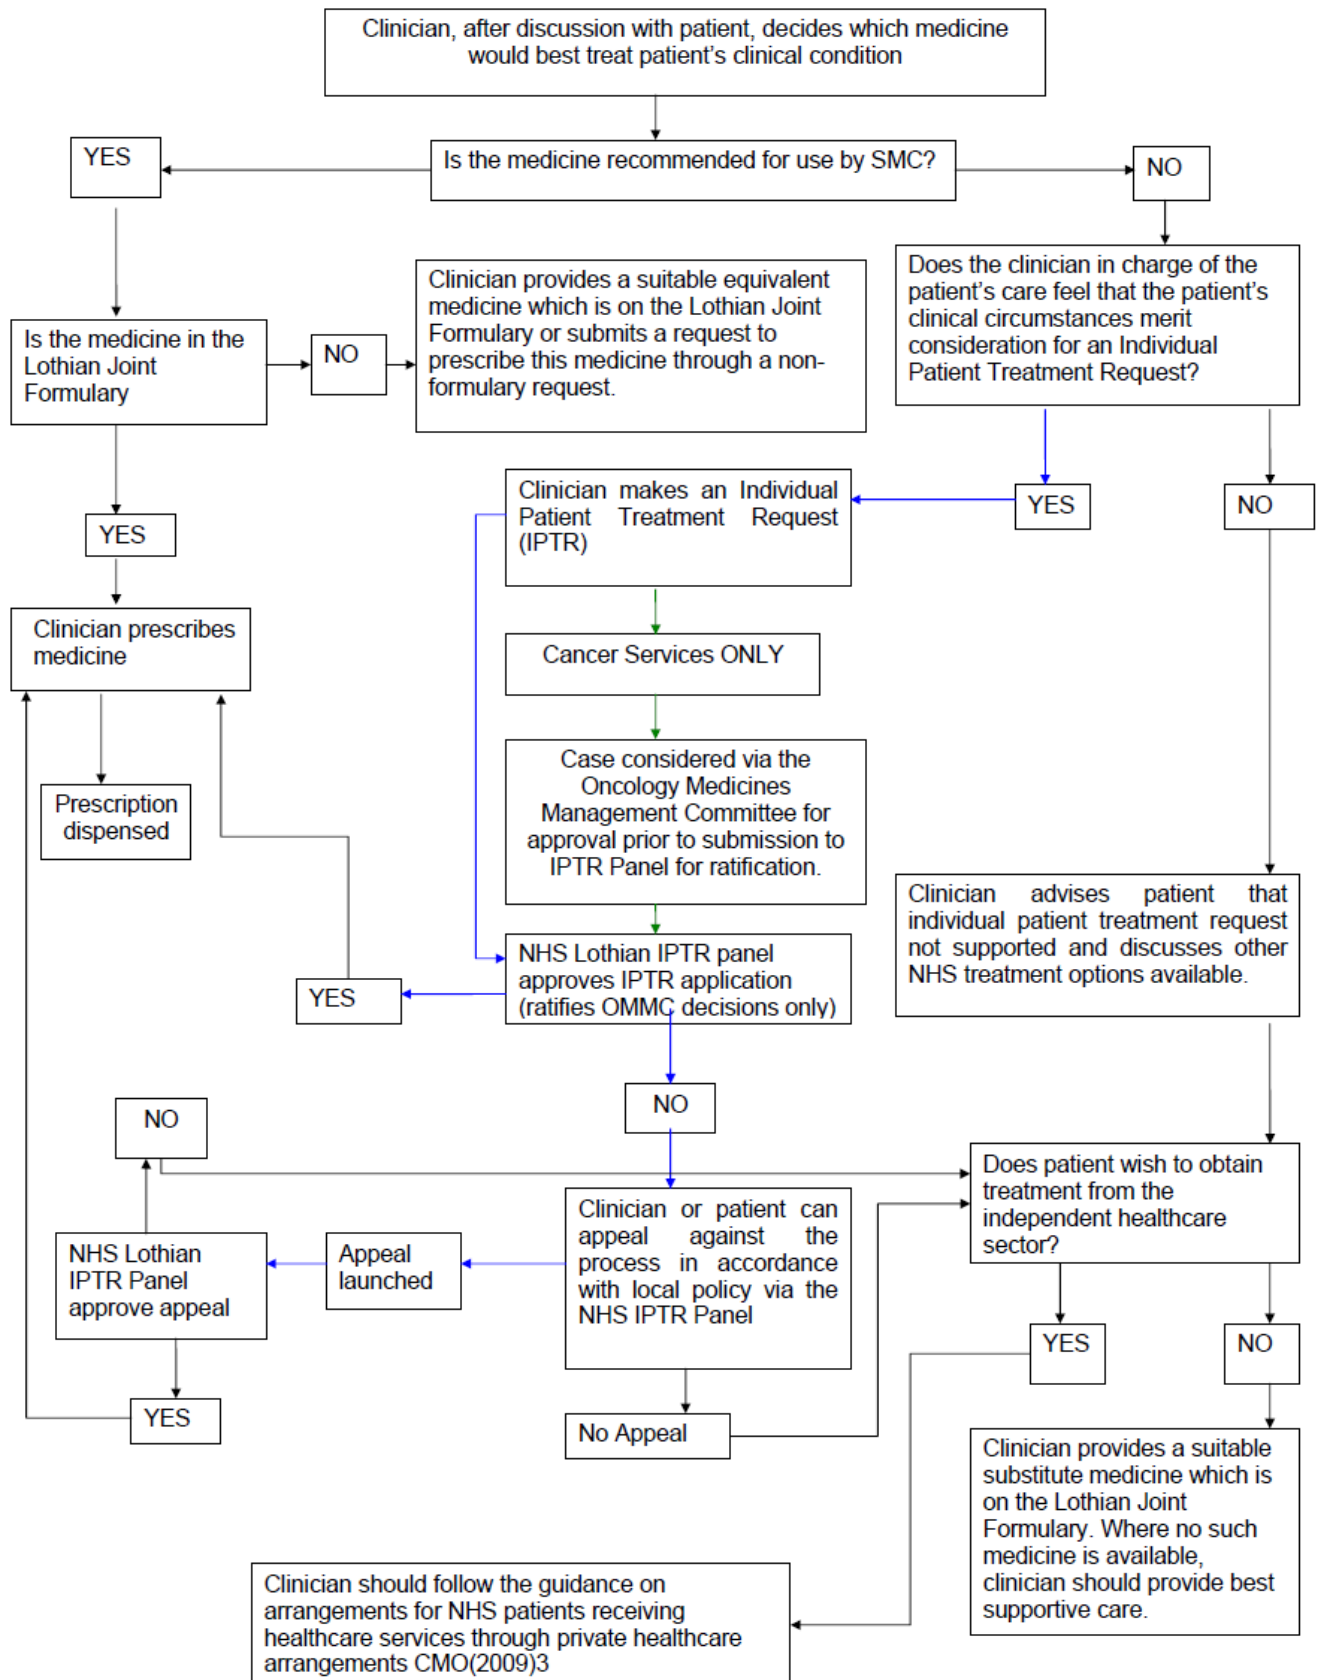 Clinician, after discussion with patient, decides which medicine
would best treat patient's clinical condition
YES
Is the medicine recommended for use by SMC?
NO
Is the medicine in the
Lothian Joint
Formulary
NO
Clinician provides a suitable equivalent
medicine which is on the Lothian Joint
Formulary or submits a request to
prescribe this medicine through a non-
formulary request.
Does the clinician in charge of the
patient's care feel that the patient's
clinical circumstances merit
consideration for an Individual
Patient Treatment Request?
YES
Clinician makes an Individual
Patient Treatment Request
(IPTR)
YES
NO
Clinician prescribes
medicine
Cancer Services ONLY
Prescription
dispensed
Case considered via the
Oncology Medicines
Management Committee for
approval prior to submission to
IPTR Panel for ratification.
Clinician advises patient that
individual patient treatment request
not supported and discusses other
NHS treatment options available.
YES
NHS Lothian IPTR panel
approves IPTR application
(ratifies OMMC decisions only)
NO
NO
Does patient wish to obtain
treatment from the
independent healthcare
sector?
NHS Lothian
IPTR Panel
approve appeal
Appeal
launched
Clinician or patient can
appeal against the
process in accordance
with local policy via the
NHS IPTR Panel
YES
NO
YES
No Appeal
Clinician provides a suitable
substitute medicine which is
on the Lothian Joint
Formulary. Where no such
medicine is available,
clinician should provide best
supportive care.
Clinician should follow the guidance on
arrangements for NHS patients receiving
healthcare services through private healthcare
arrangements CMO(2009)3